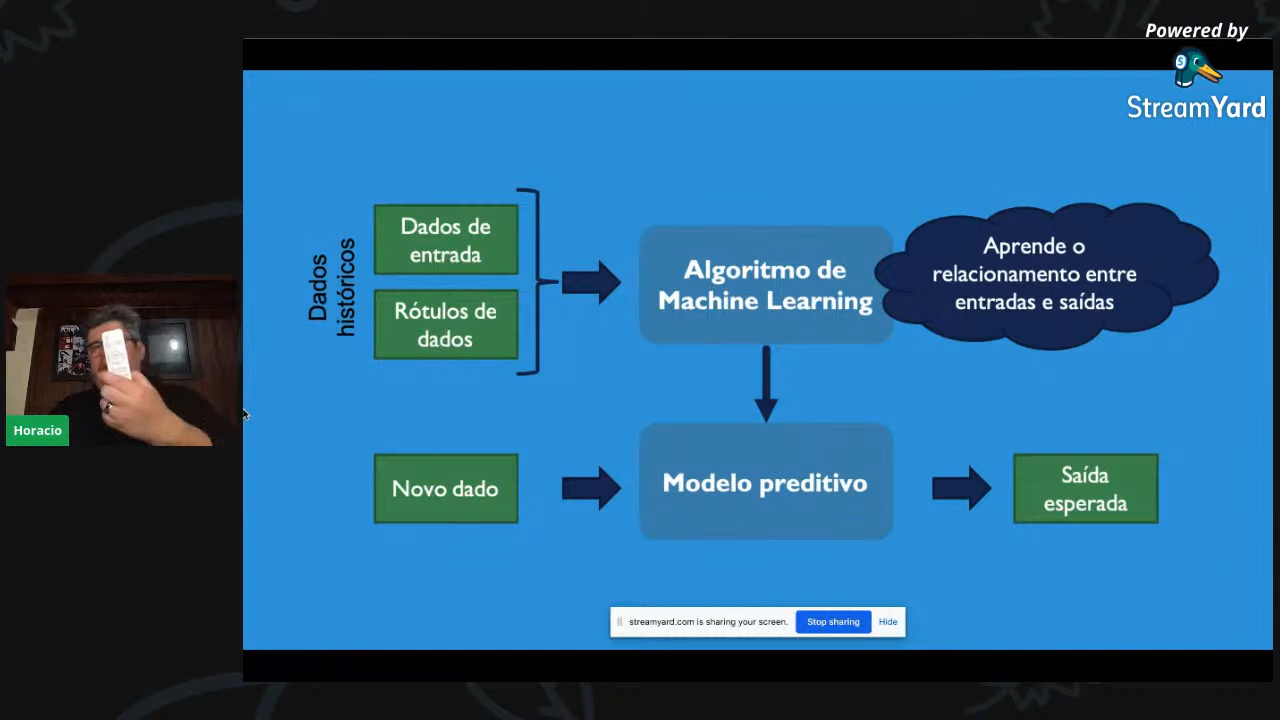 Powered by
StreamYard
Dados
históricos
Dados de
entrada
Rótulos de
dados
Algoritmo de
Machine Learning
Aprende o
relacionamento entre
entradas e saídas
Horacio
Novo dado
Modelo preditivo
Saída
esperada
streamyard.com is sharing your screen.
Stop sharing
Hide